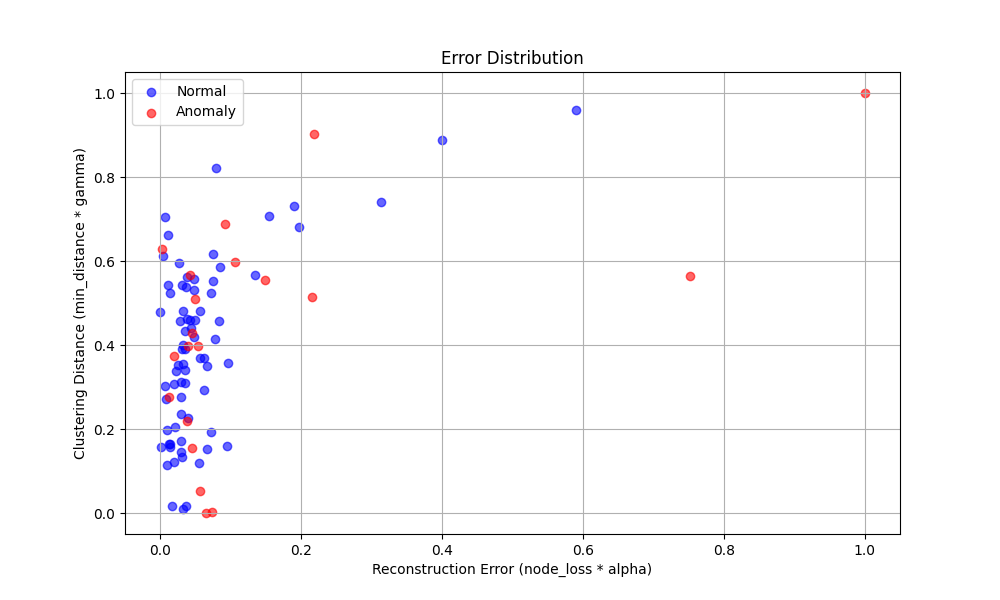 Error Distribution
Normal
Anomaly
1.0
0.8
0.6
0.4
0.2
0.0
Clustering Distance (min_distance * gamma)
0.0 0.2 0.4 0.6 0.8 1.0
Reconstruction Error (node_loss * alpha)